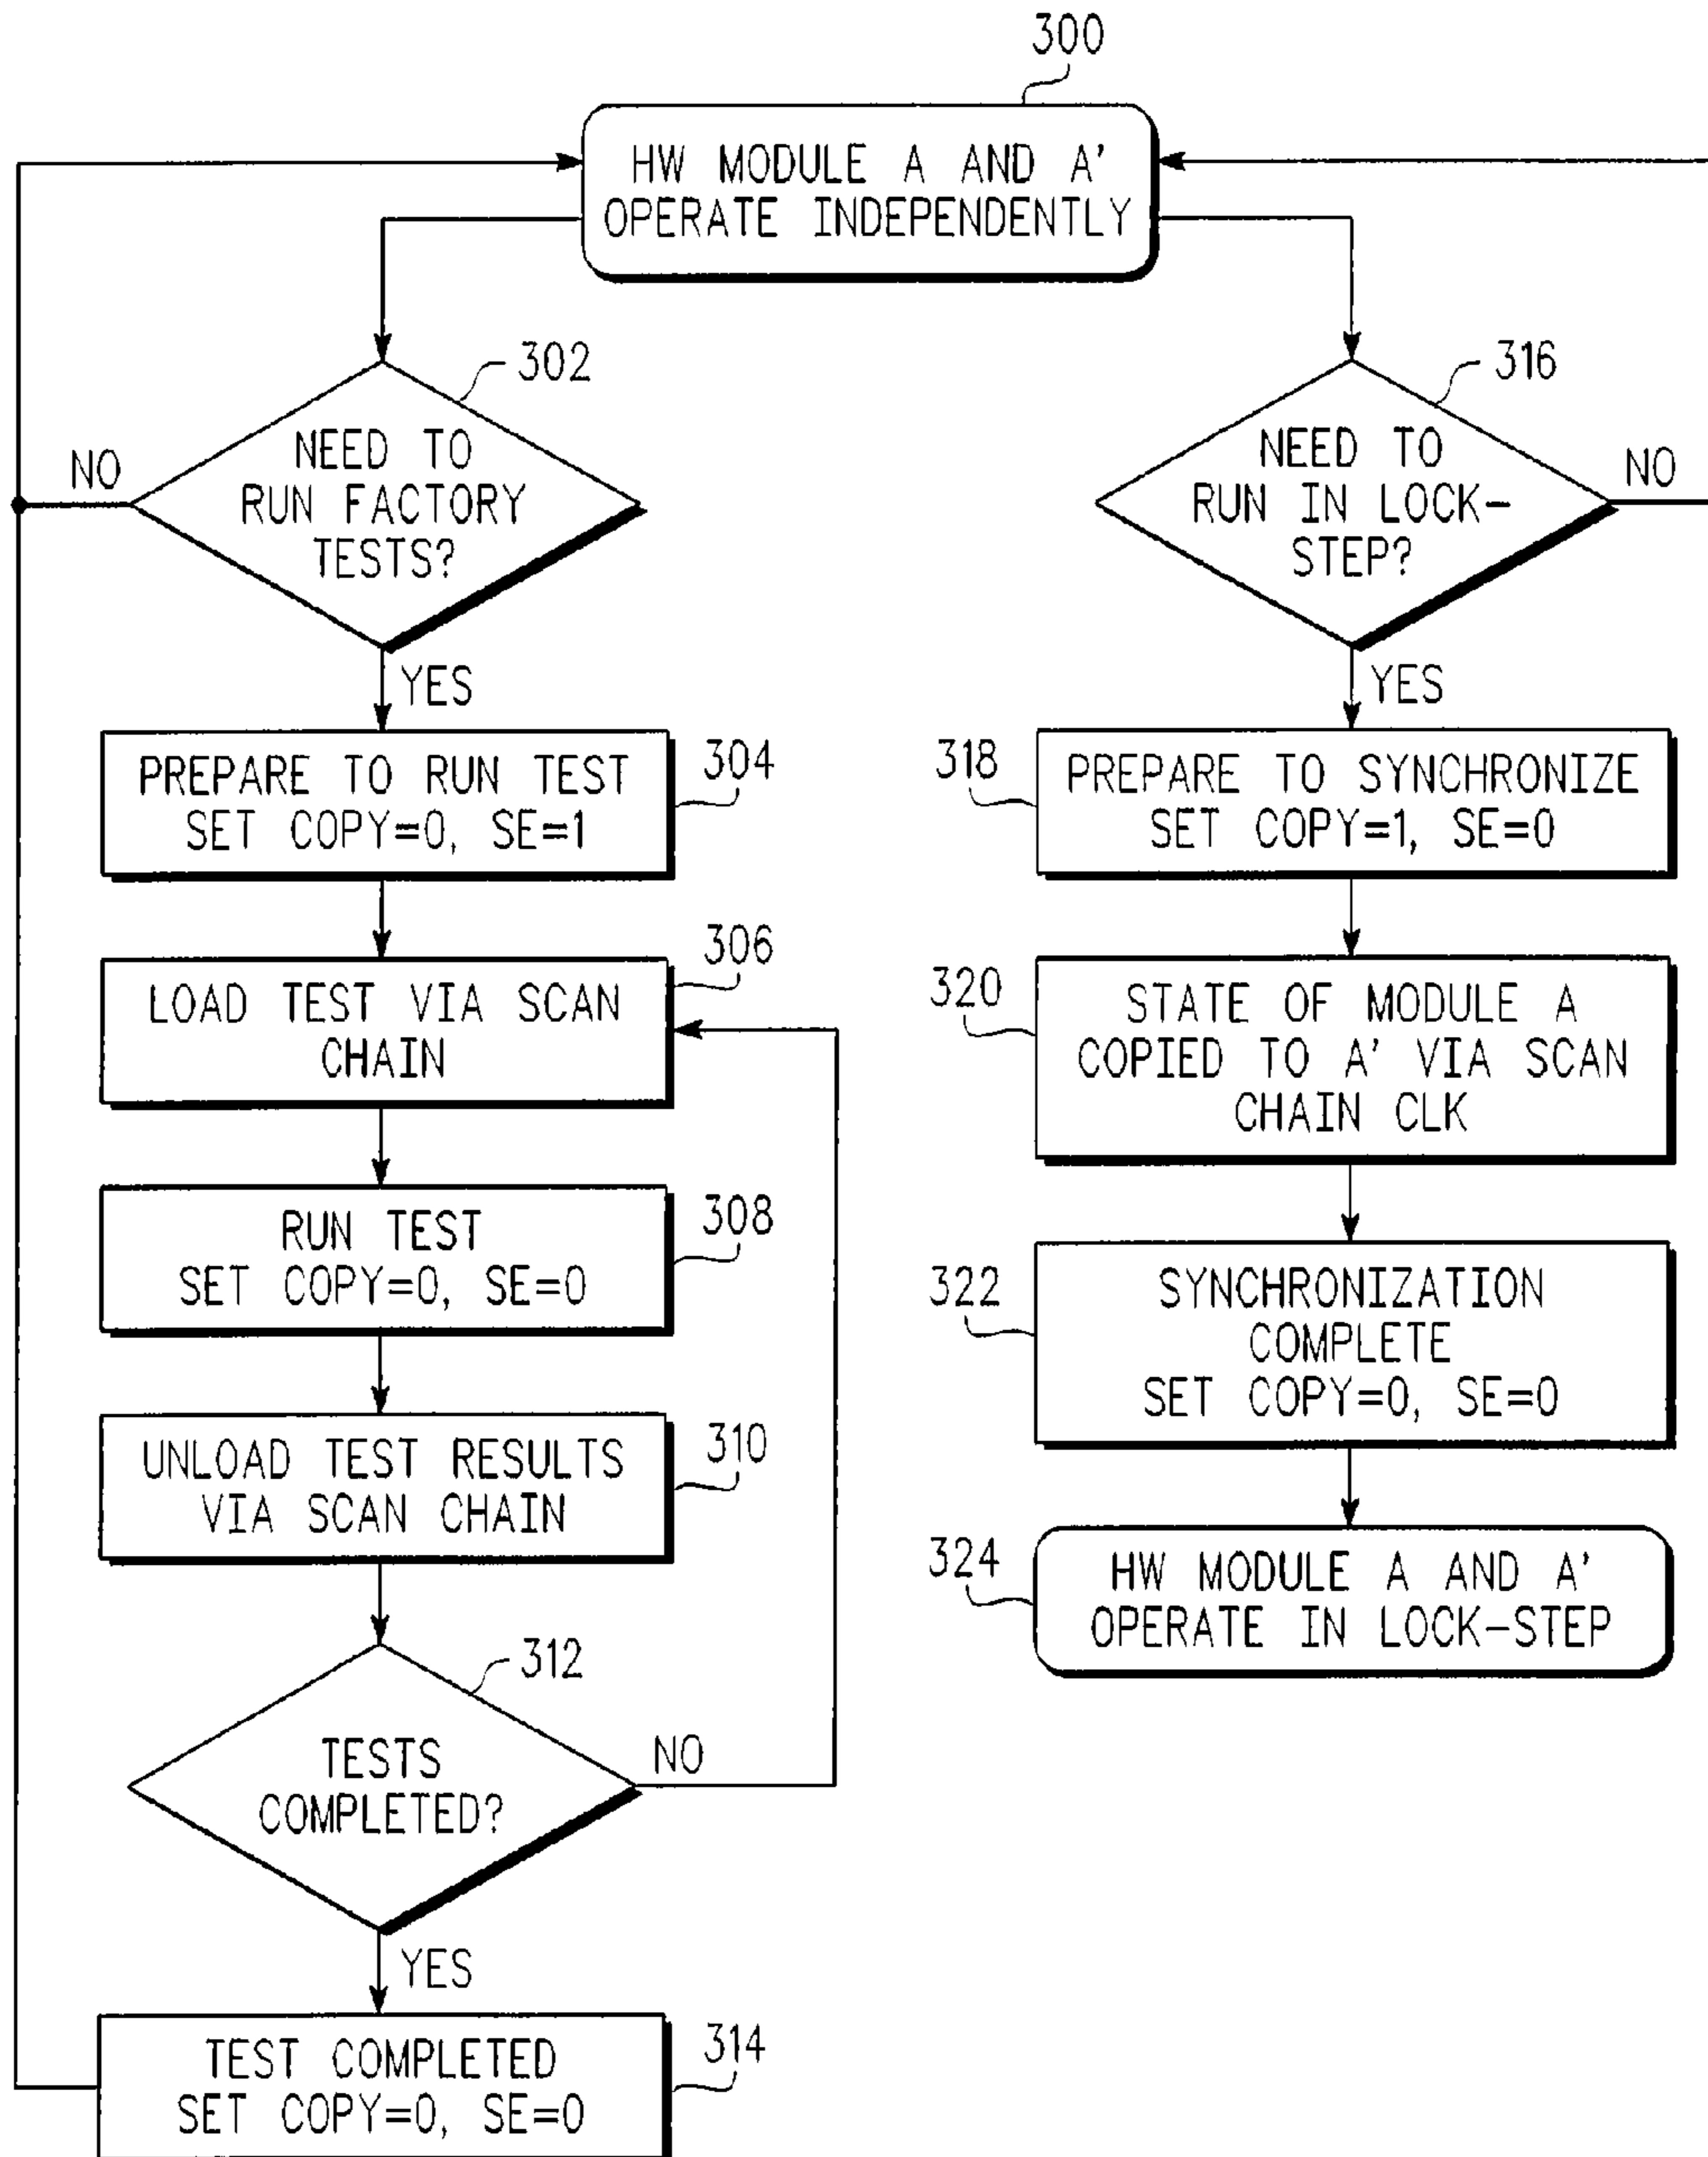 300
HW MODULE A AND A'
OPERATE INDEPENDENTLY
302
NEED TO
RUN FACTORY
TESTS?
NO
YES
304
PREPARE TO RUN TEST
SET COPY=0, SE=1
306
LOAD TEST VIA SCAN
CHAIN
308
RUN TEST
SET COPY=0, SE=0
310
UNLOAD TEST RESULTS
VIA SCAN CHAIN
312
TESTS
COMPLETED?
NO
YES
314
TEST COMPLETED
SET COPY=0, SE=0
316
NEED TO
RUN IN LOCK-
STEP?
NO
YES
318
PREPARE TO SYNCHRONIZE
SET COPY=1, SE=0
320
STATE OF MODULE A
COPIED TO A' VIA SCAN
CHAIN CLK
322
SYNCHRONIZATION
COMPLETE
SET COPY=0, SE=0
324
HW MODULE A AND A'
OPERATE IN LOCK-STEP